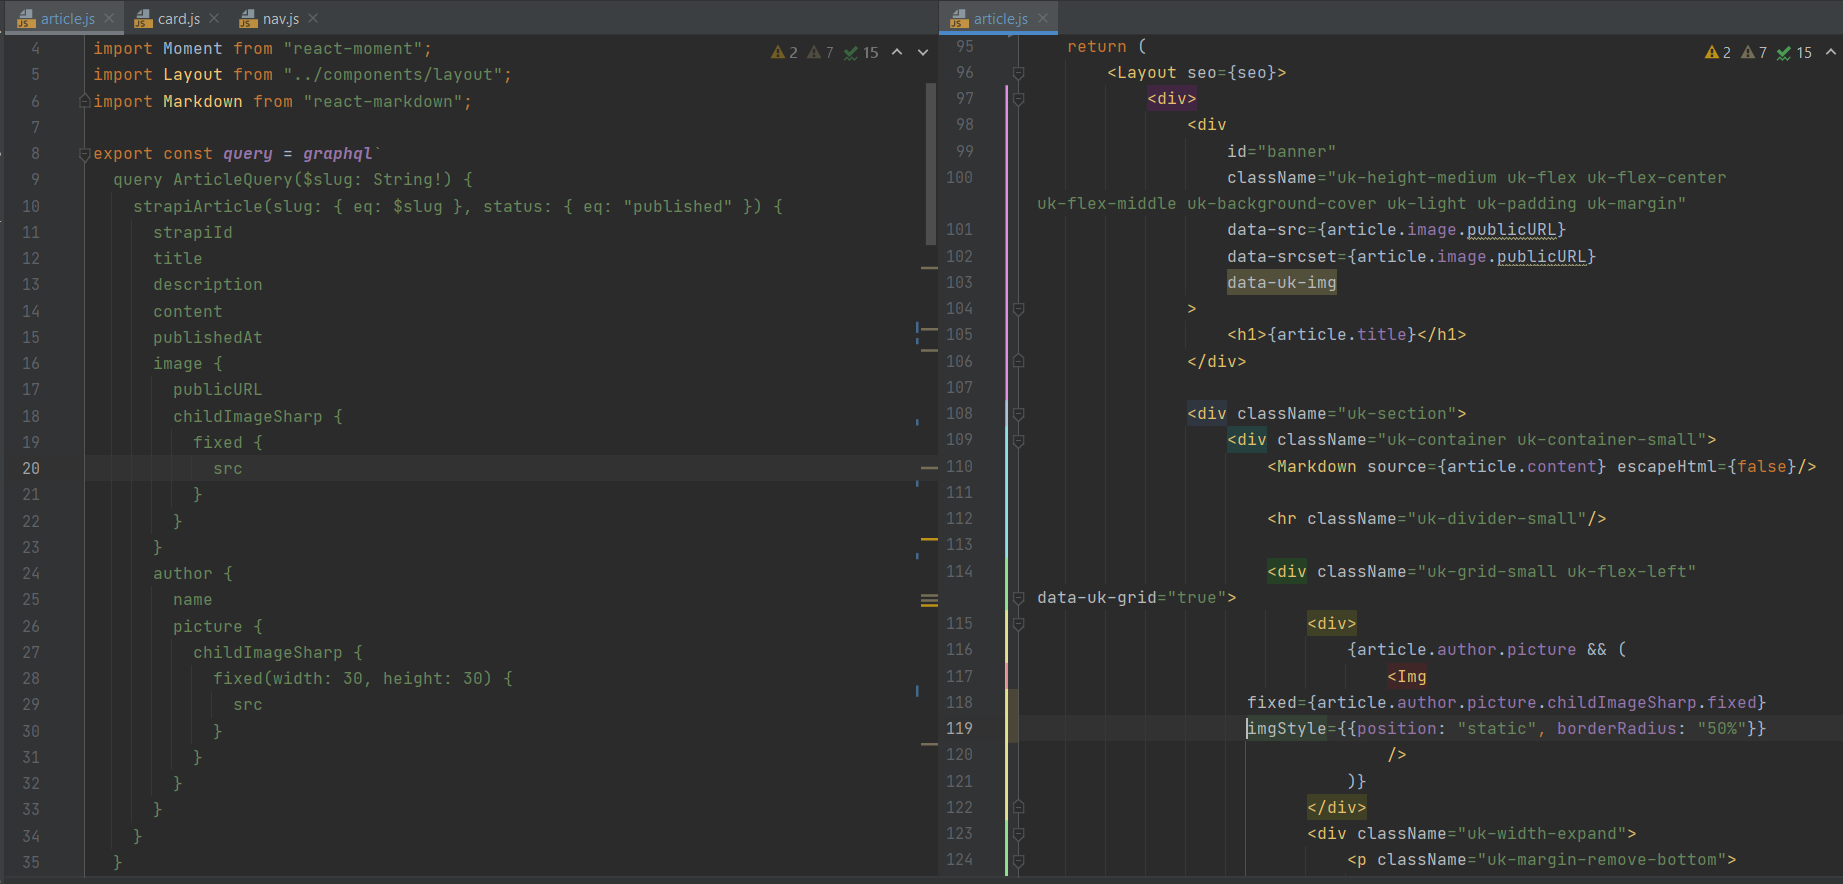 article.js card.js nav.js
4 import Moment from "react-moment";
5 import Layout from "../components/layout";
6 import Markdown from "react-markdown";
7
8 export const query = graphql`
9 query ArticleQuery($slug: String!) {
10 strapiArticle(slug: { eq: $slug }, status: { eq: "published" }) {
11 strapiId
12 title
13 description
14 content
15 publishedAt
16 image {
17 publicURL
18 childImageSharp {
19 fixed {
20 src
21 }
22 }
23 }
24 author {
25 name
26 picture {
27 childImageSharp {
28 fixed(width: 30, height: 30) {
29 src
30 }
31 }
32 }
33 }
34 }
35 }
2 7 15
article.js
95 return (
96 <Layout seo={seo}>
97 <div>
98 <div
99 id="banner"
100 className="uk-height-medium uk-flex uk-flex-center
uk-flex-middle uk-background-cover uk-light uk-padding uk-margin"
101 data-src={article.image.publicURL}
102 data-srcset={article.image.publicURL}
103 data-uk-img
104 >
105 <h1>{article.title}</h1>
106 </div>
107
108 <div className="uk-section">
109 <div className="uk-container uk-container-small">
110 <Markdown source={article.content} escapeHtml={false}/>
111
112 <hr className="uk-divider-small"/>
113
114 <div className="uk-grid-small uk-flex-left"
data-uk-grid="true">
115 <div>
116 {article.author.picture && (
117 <Img
118 fixed={article.author.picture.childImageSharp.fixed}
119 imgStyle={{position: "static", borderRadius: "50%"}}
120 />
121 )}
122 </div>
123 <div className="uk-width-expand">
124 <p className="uk-margin-remove-bottom">
2 7 15